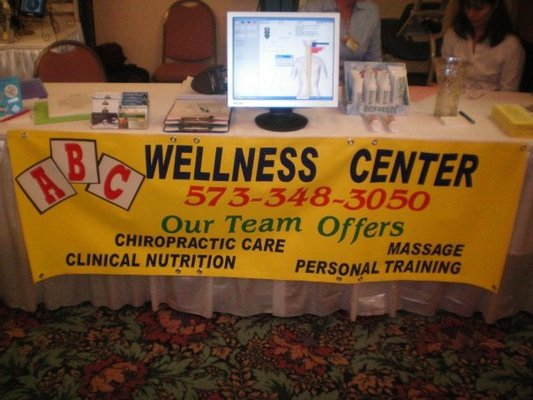 BIOFREEZE
ABC
WELLNESS CENTER
573-348-3050
Our Team Offers
CHIROPRACTIC CARE
MASSAGE
CLINICAL NUTRITION
PERSONAL TRAINING